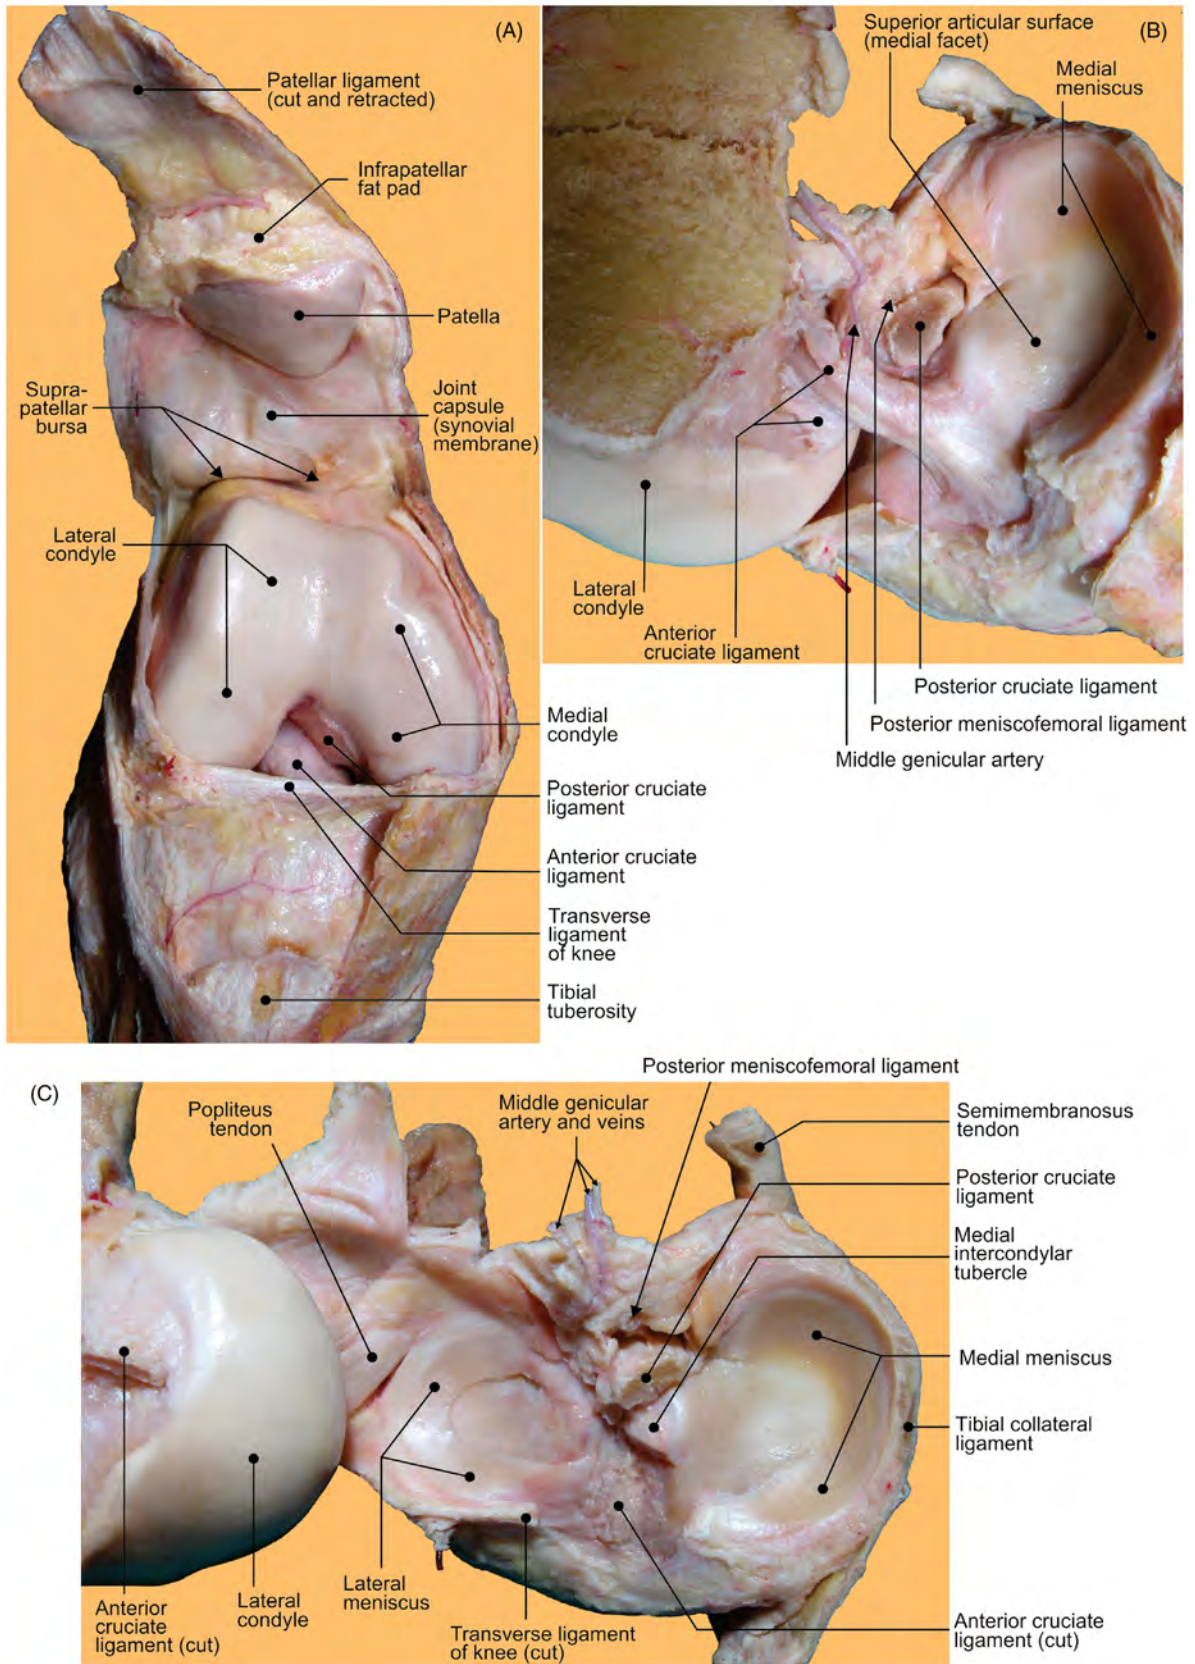 (A)
Patellar ligament
(cut and retracted)
Infrapatellar
fat pad
Patella
Supra-
patellar
bursa
Joint
capsule
(synovial
membrane)
Lateral
condyle
Medial
condyle
Posterior cruciate
ligament
Anterior cruciate
ligament
Transverse
ligament
of knee
Tibial
tuberosity
(B)
Superior articular surface
(medial facet)
Medial
meniscus
Lateral
condyle
Anterior
cruciate ligament
Posterior cruciate ligament
Posterior meniscofemoral ligament
Middle genicular artery
(C)
Posterior meniscofemoral ligament
Popliteus
tendon
Middle genicular
artery and veins
Semimembranosus
tendon
Posterior cruciate
ligament
Medial
intercondylar
tubercle
Medial meniscus
Tibial collateral
ligament
Anterior
cruciate
ligament (cut)
Lateral
condyle
Lateral
meniscus
Transverse ligament
of knee (cut)
Anterior cruciate
ligament (cut)